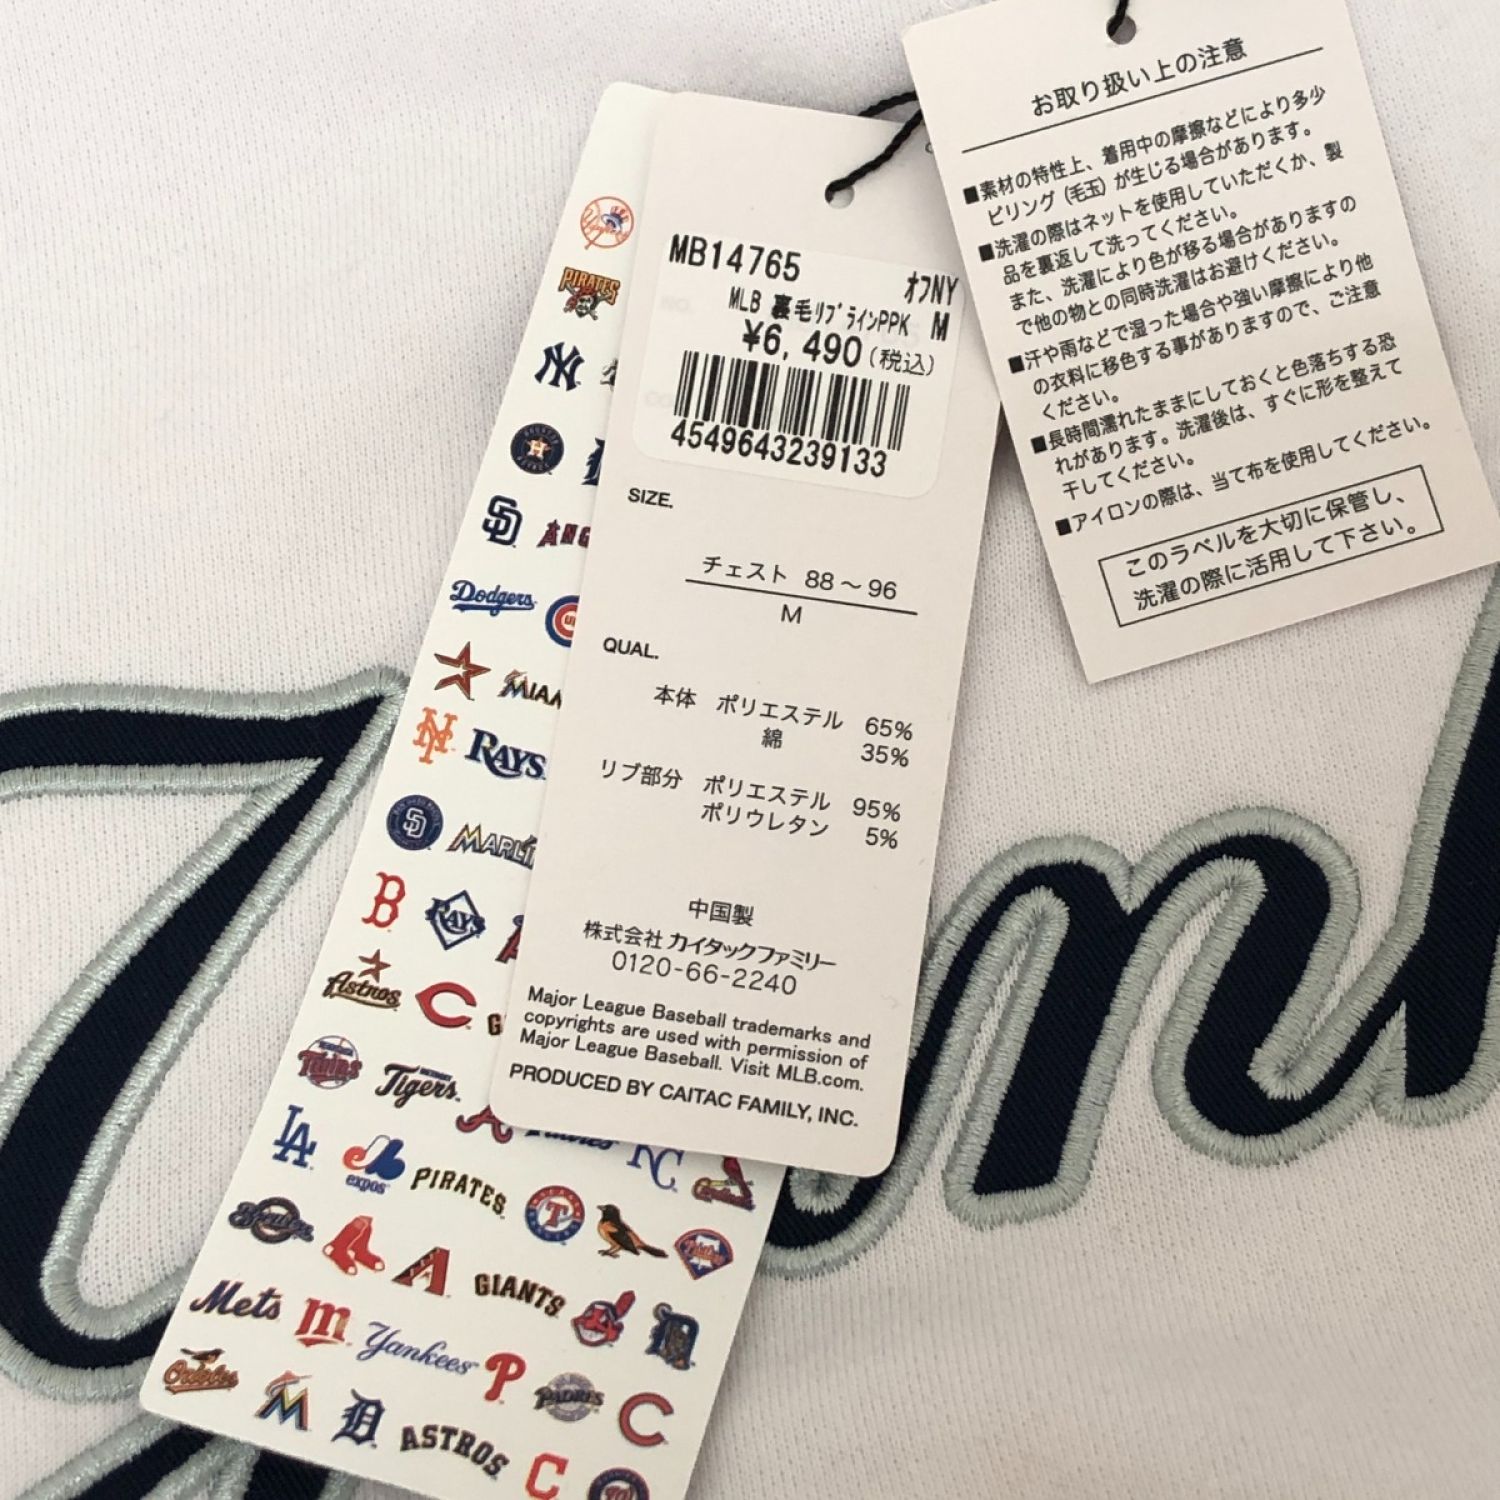 MB14765
ｵﾌNY
MLB 裏毛ﾘﾌﾞﾗｲﾝPPK M
¥6,490(税込)
4549643239133
SIZE.
チェスト 88～96
M
QUAL.
本体 ポリエステル 65%
綿 35%
リブ部分 ポリエステル 95%
ポリウレタン 5%
中国製
株式会社 カイタックファミリー
0120-66-2240
Major League Baseball trademarks and
copyrights are used with permission of
Major League Baseball. Visit MLB.com.
PRODUCED BY CAITAC FAMILY, INC.
お取り扱い上の注意
■素材の特性上、着用中の摩擦などにより多少
ピリング（毛玉）が生じる場合があります。
■洗濯の際はネットを使用していただくか、製
品を裏返して洗ってください。
また、洗濯により色が移る場合がありますの
で他の物との同時洗濯はお避けください。
■汗や雨などで湿った場合や強い摩擦により他
の衣料に移色する事がありますので、ご注意
ください。
■長時間濡れたままにしておくと色落ちする恐
れがあります。洗濯後は、すぐに形を整えて
干してください。
■アイロンの際は、当て布を使用してください。
このラベルを大切に保管し、
洗濯の際に活用して下さい。
PIRATES
NY
SD
Dodgers
NY RAYS
SD
B RAYS
Astros C
Twins Tigers
LA expos PIRATES T KC Cardinals
Brewers A GIANTS Phillies
Mets m Yankees P PADRES C
Orioles M D ASTROS C